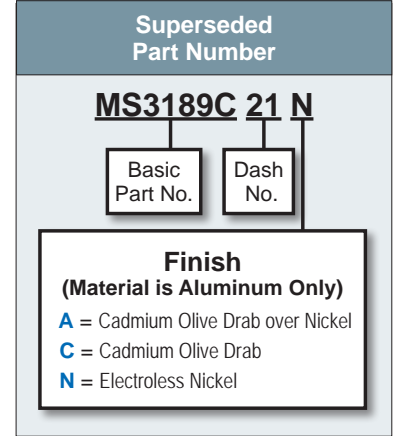 Superseded
Part Number
MS3189C 21 N
Basic
Part No.
Dash
No.
Finish
(Material is Aluminum Only)
A = Cadmium Olive Drab over Nickel
C = Cadmium Olive Drab
N = Electroless Nickel